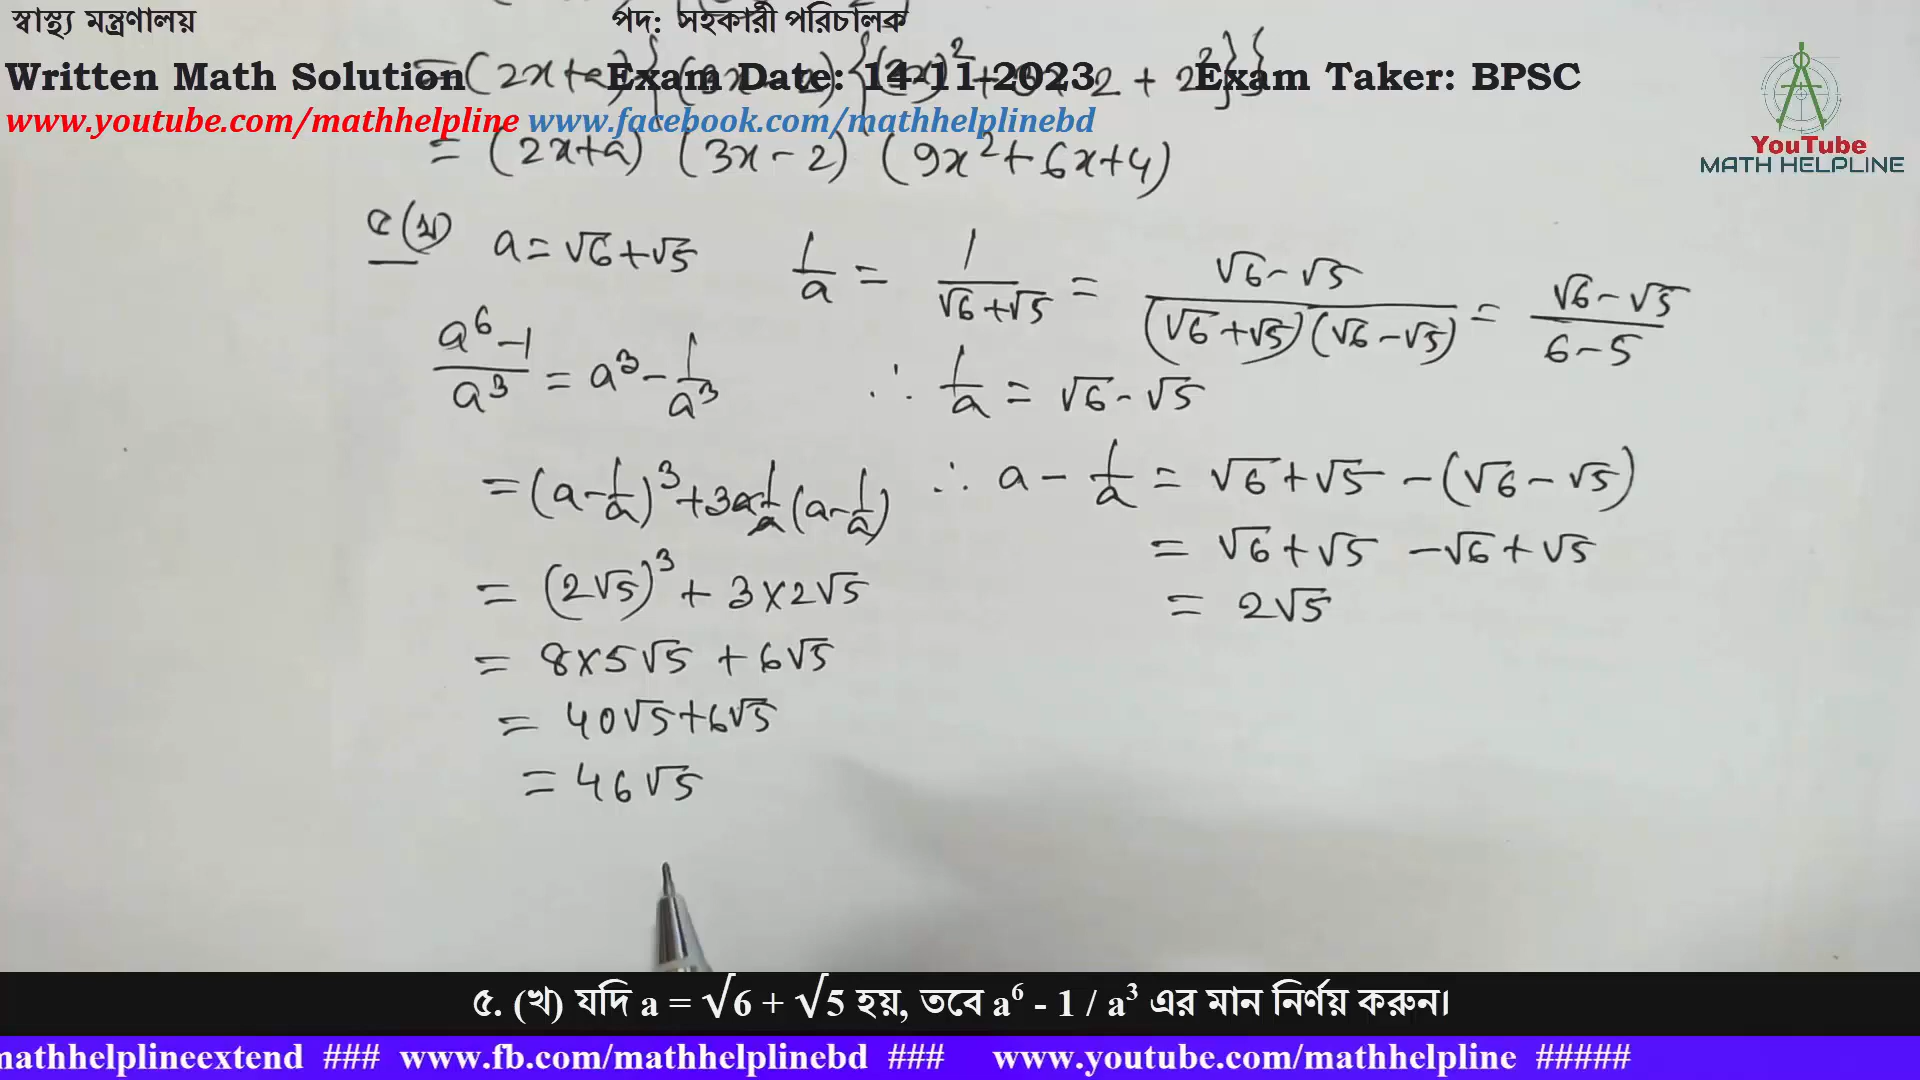 স্বাস্থ্য মন্ত্রণালয় পদ: সহকারী পরিচালক
Written Math Solution Exam Date: 14-11-2023 Exam Taker: BPSC
www.youtube.com/mathhelpline www.facebook.com/mathhelplinebd
YouTube
MATH HELPLINE
= (2x+a) (3x-2) (9x²+6x+4)
৫(খ) a = √6+√5 1/a = 1/(√6+√5) = (√6-√5)/((√6+√5)(√6-√5)) = (√6-√5)/(6-5)
(a⁶-1)/a³ = a³ - 1/a³ ∴ 1/a = √6-√5
= (a-1/a)³+3a·1/a(a-1/a) ∴ a - 1/a = √6+√5 -(√6-√5)
= (2√5)³ + 3×2√5 = √6+√5 -√6+√5
= 8×5√5 + 6√5 = 2√5
= 40√5+6√5
= 46√5
৫. (খ) যদি a = √6 + √5 হয়, তবে a⁶ - 1 / a³ এর মান নির্ণয় করুন।
mathhelplineextend ### www.fb.com/mathhelplinebd ### www.youtube.com/mathhelpline #####